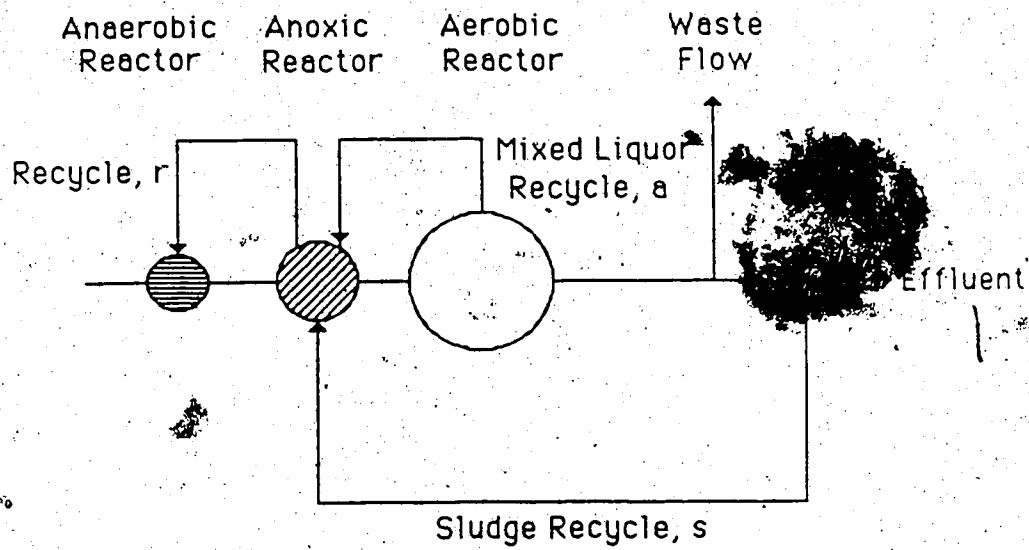 Anaerobic Reactor
Anoxic Reactor
Aerobic Reactor
Waste Flow
Recycle, r
Mixed Liquor
Recycle, a
Effluent
Sludge Recycle, s